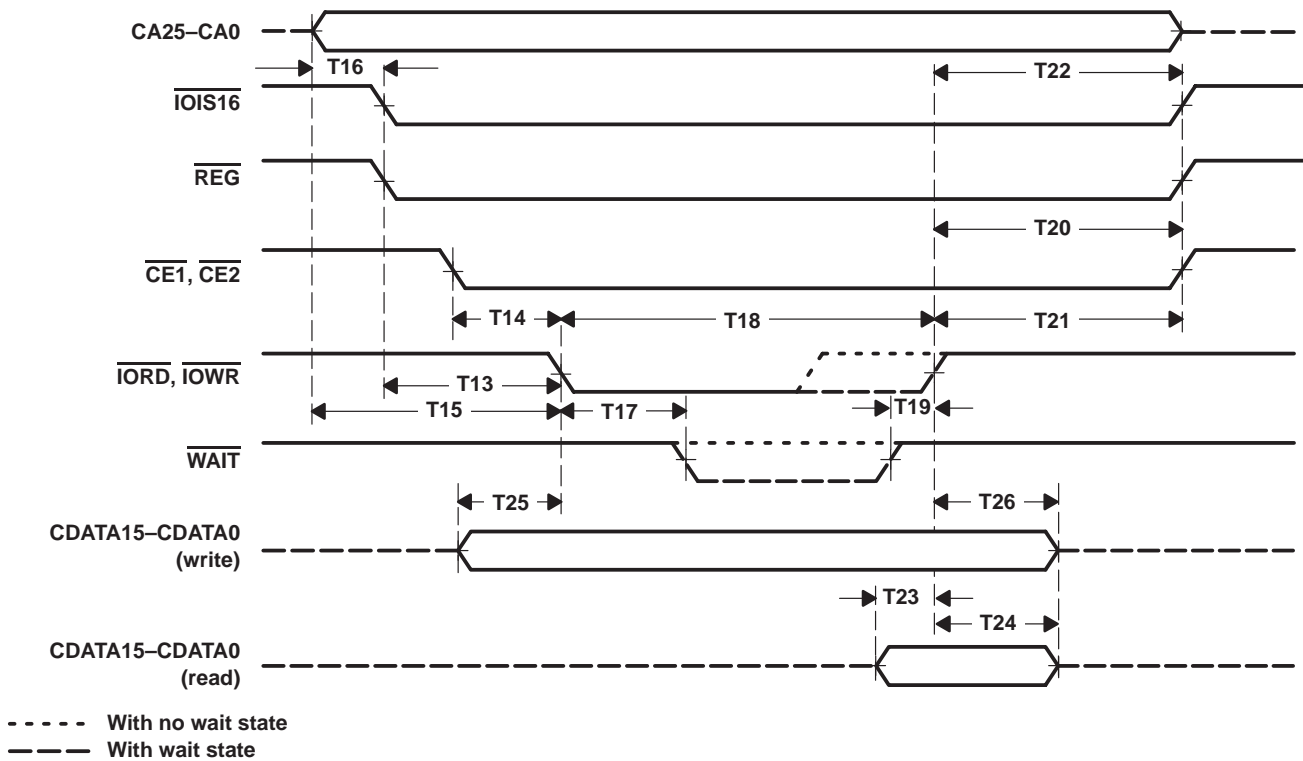 CA25–CA0
T16
T22
IOIS16
REG
T20
CE1, CE2
T14
T18
T21
IORD, IOWR
T13
T19
T15
T17
WAIT
T25
T26
CDATA15–CDATA0
(write)
T23
T24
CDATA15–CDATA0
(read)
With no wait state
With wait state